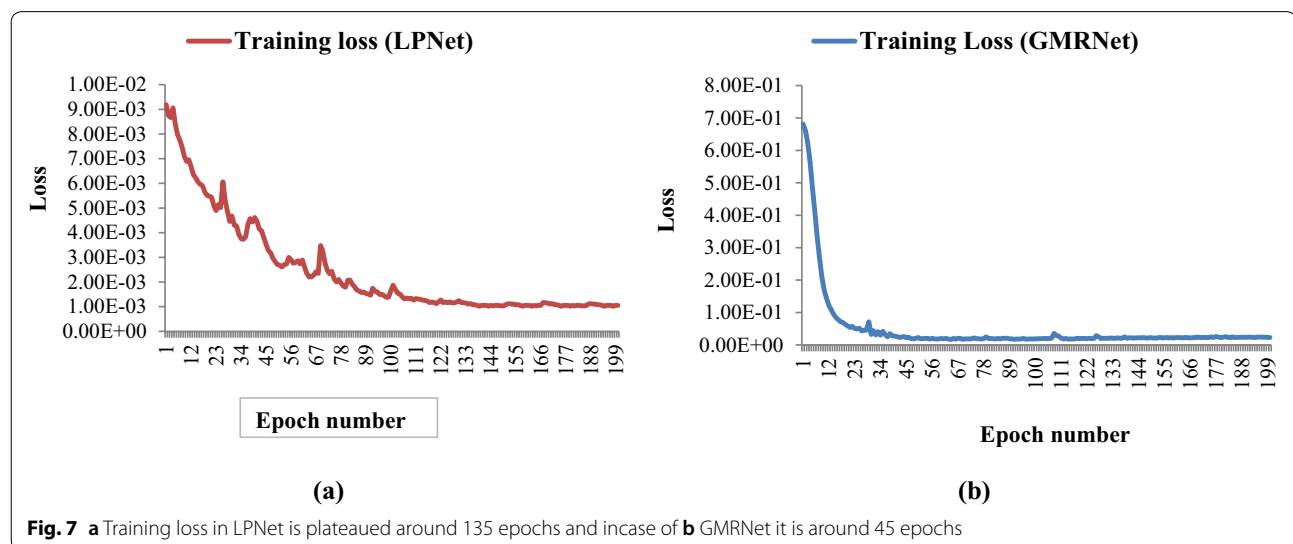 Training loss (LPNet)
1.00E-02
9.00E-03
8.00E-03
7.00E-03
6.00E-03
5.00E-03
4.00E-03
3.00E-03
2.00E-03
1.00E-03
0.00E+00
Loss
1 12 23 34 45 56 67 78 89 100 111 122 133 144 155 166 177 188 199
Epoch number
(a)
Training Loss (GMRNet)
8.00E-01
7.00E-01
6.00E-01
5.00E-01
4.00E-01
3.00E-01
2.00E-01
1.00E-01
0.00E+00
Loss
1 12 23 34 45 56 67 78 89 100 111 122 133 144 155 166 177 188 199
Epoch number
(b)
Fig. 7 a Training loss in LPNet is plateaued around 135 epochs and incase of b GMRNet it is around 45 epochs